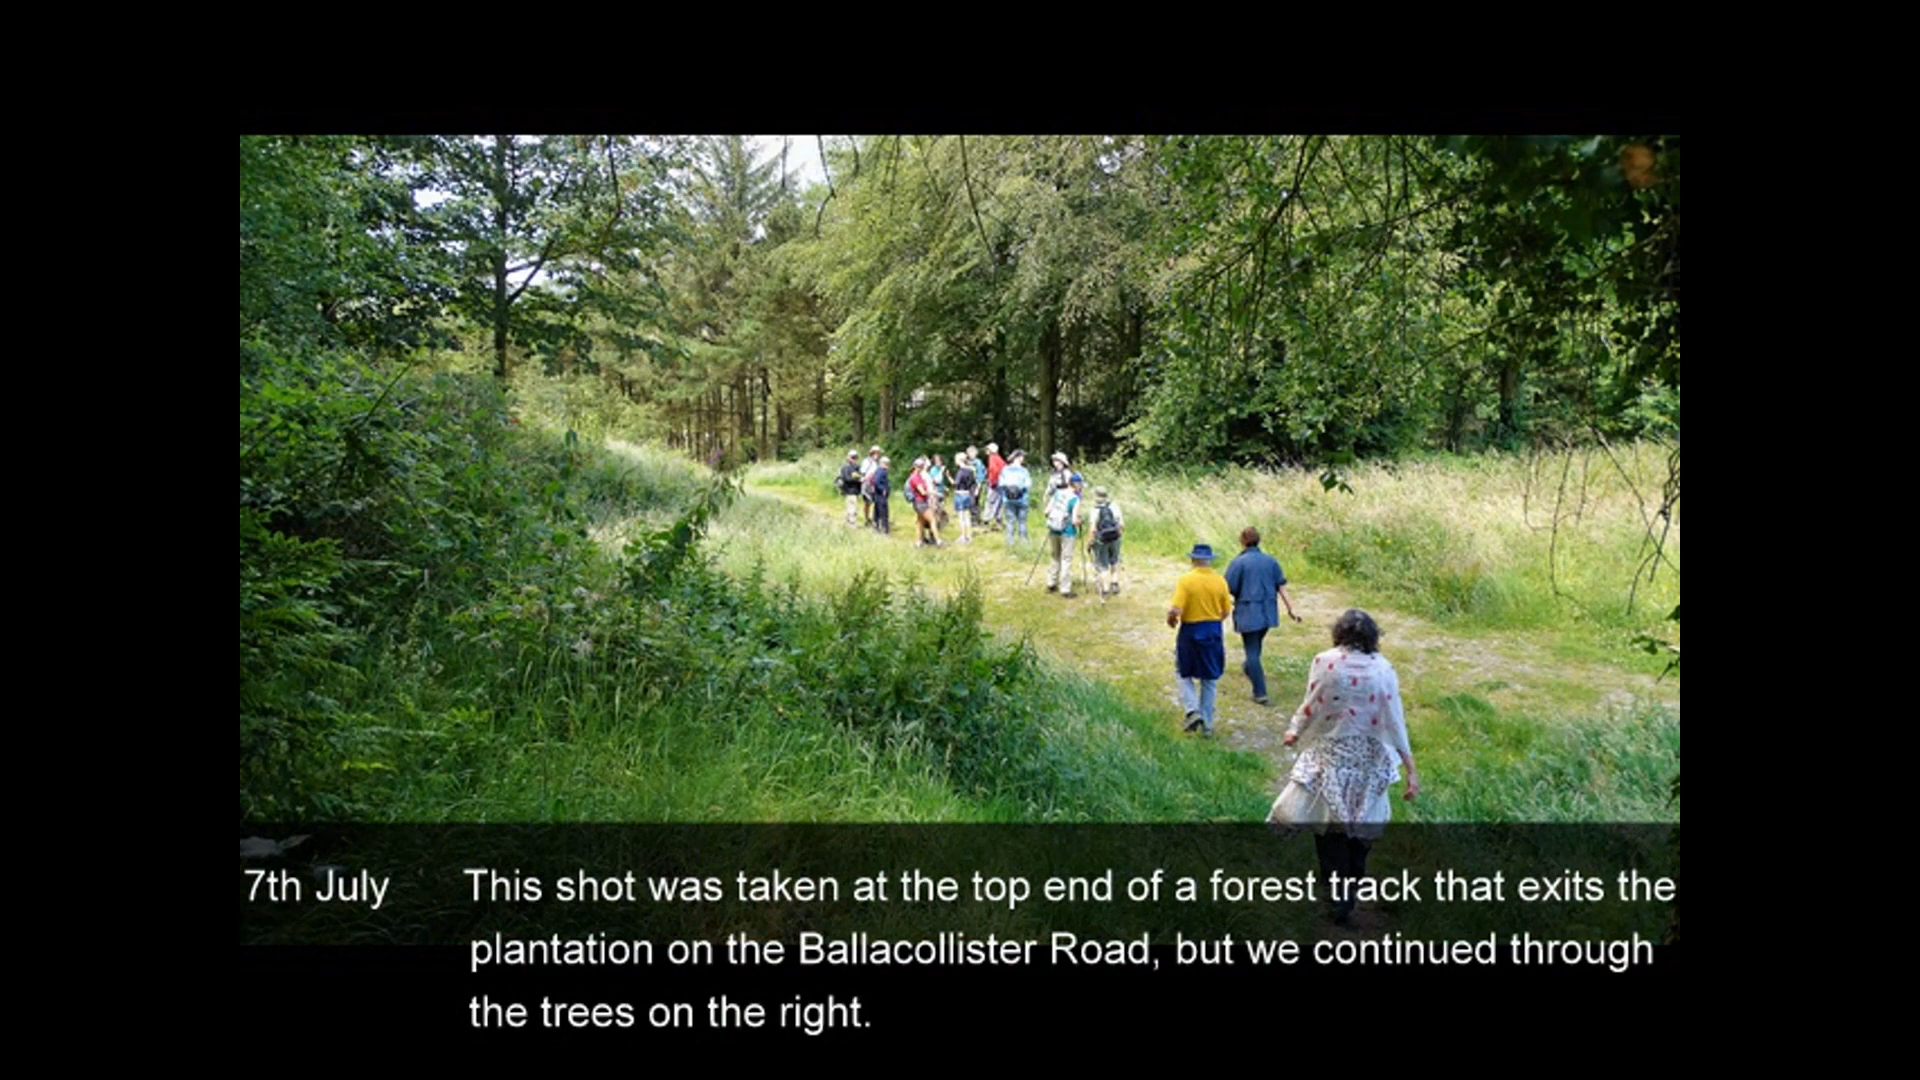 7th July This shot was taken at the top end of a forest track that exits the
plantation on the Ballacollister Road, but we continued through
the trees on the right.